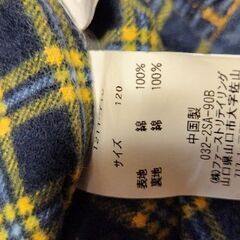 サイズ 120
表地 綿 100%
裏地 綿 100%
中国製
032-2SA-90B
(株)ファーストリテイリング
山口県山口市大字佐山